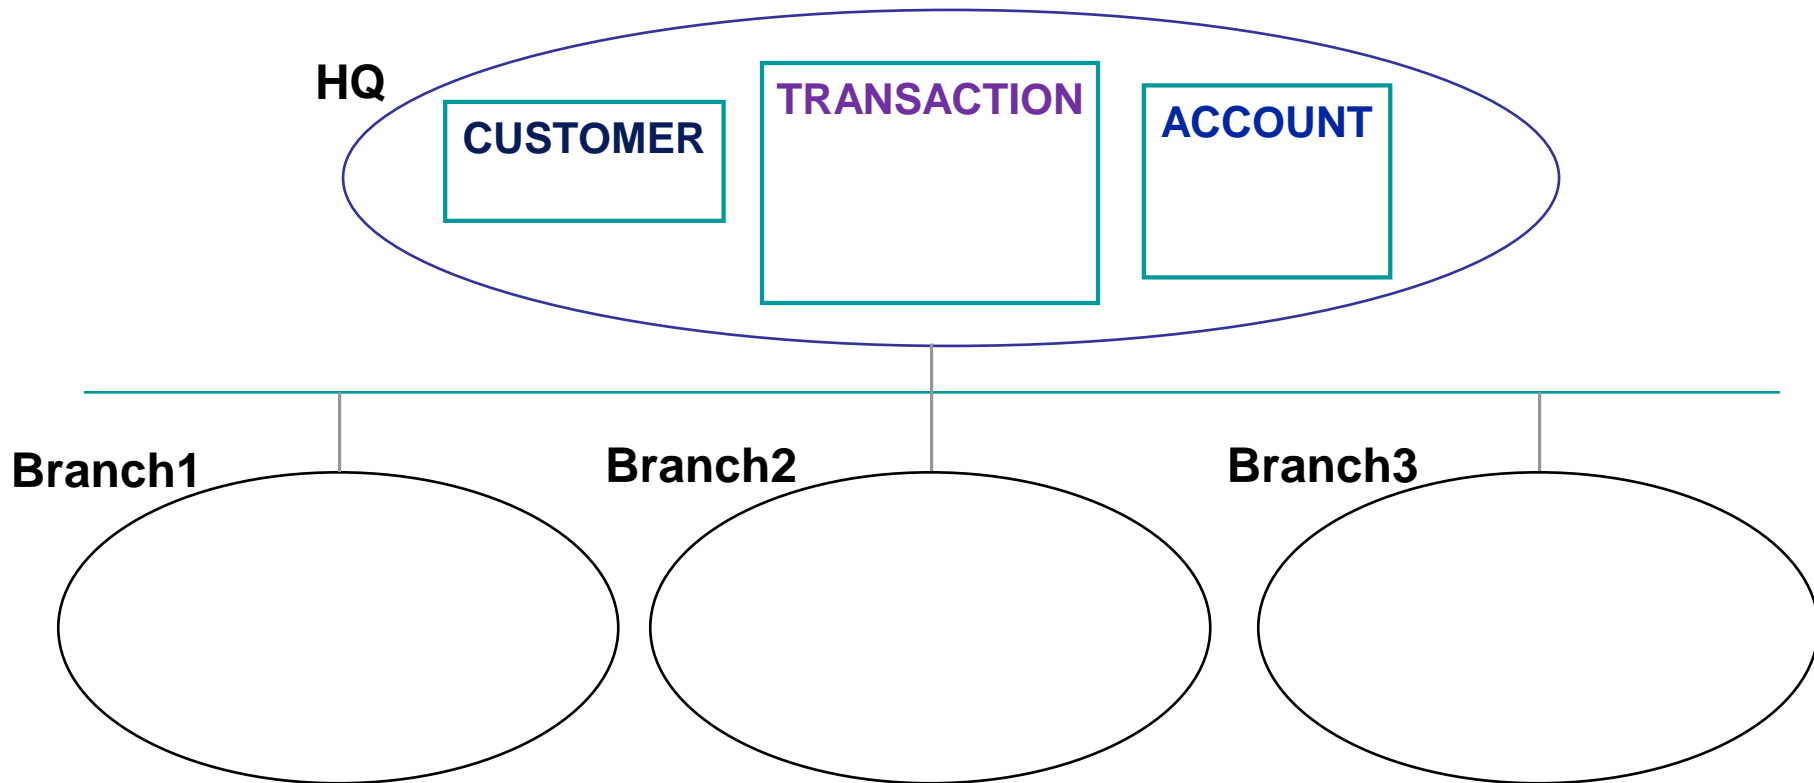 HQ
CUSTOMER
TRANSACTION
ACCOUNT
Branch1
Branch2
Branch3